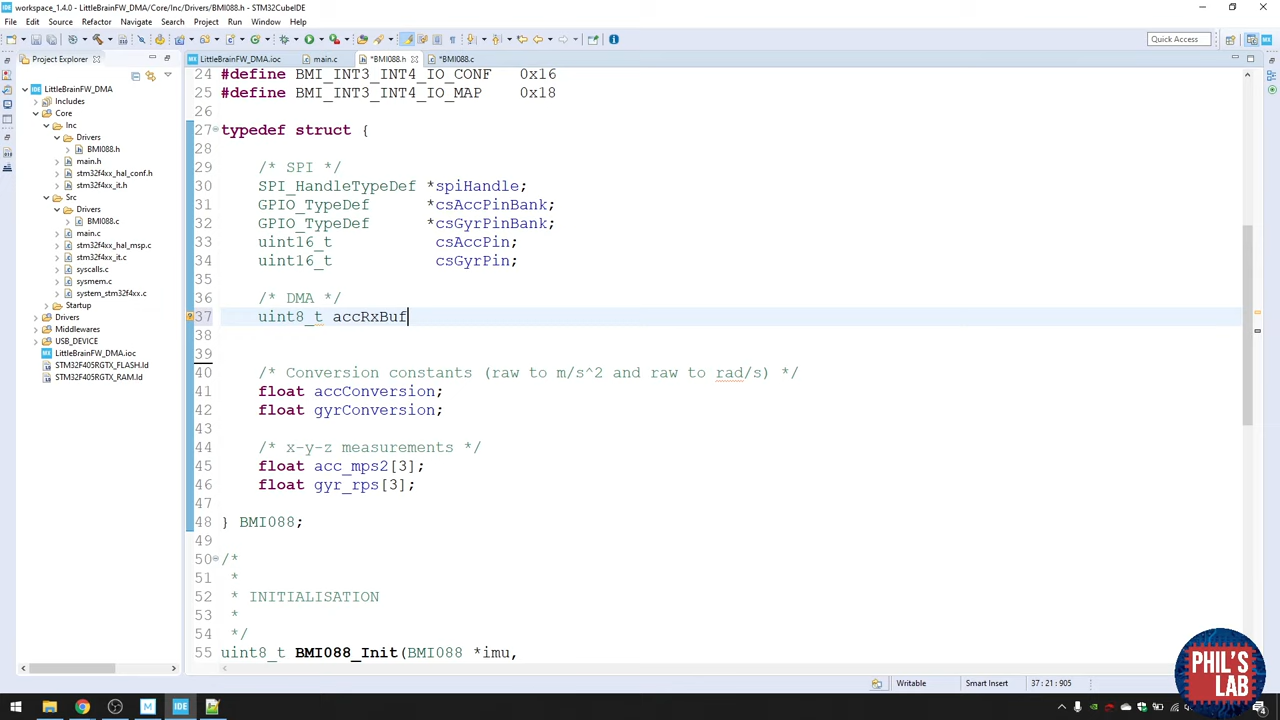 workspace_1.4.0 - LittleBrainFW_DMA/Core/Inc/Drivers/BMI088.h - STM32CubeIDE
File Edit Source Refactor Navigate Search Project Run Window Help
Quick Access
Project Explorer
LittleBrainFW_DMA.ioc main.c *BMI088.h *BMI088.c
LittleBrainFW_DMA
Includes
Core
Inc
Drivers
BMI088.h
main.h
stm32f4xx_hal_conf.h
stm32f4xx_it.h
Src
Drivers
BMI088.c
main.c
stm32f4xx_hal_msp.c
stm32f4xx_it.c
syscalls.c
sysmem.c
system_stm32f4xx.c
Startup
Drivers
Middlewares
USB_DEVICE
LittleBrainFW_DMA.ioc
STM32F405RGTX_FLASH.ld
STM32F405RGTX_RAM.ld
24 #define BMI_INT3_INT4_IO_CONF 0x16
25 #define BMI_INT3_INT4_IO_MAP 0x18
26
27 typedef struct {
28
29 /* SPI */
30 SPI_HandleTypeDef *spiHandle;
31 GPIO_TypeDef *csAccPinBank;
32 GPIO_TypeDef *csGyrPinBank;
33 uint16_t csAccPin;
34 uint16_t csGyrPin;
35
36 /* DMA */
37 uint8_t accRxBuf
38
39
40 /* Conversion constants (raw to m/s^2 and raw to rad/s) */
41 float accConversion;
42 float gyrConversion;
43
44 /* x-y-z measurements */
45 float acc_mps2[3];
46 float gyr_rps[3];
47
48 } BMI088;
49
50 /*
51 *
52 * INITIALISATION
53 *
54 */
55 uint8_t BMI088_Init(BMI088 *imu,
Writable Smart Insert 37 : 21 : 905
PHIL'S
LAB
IDE